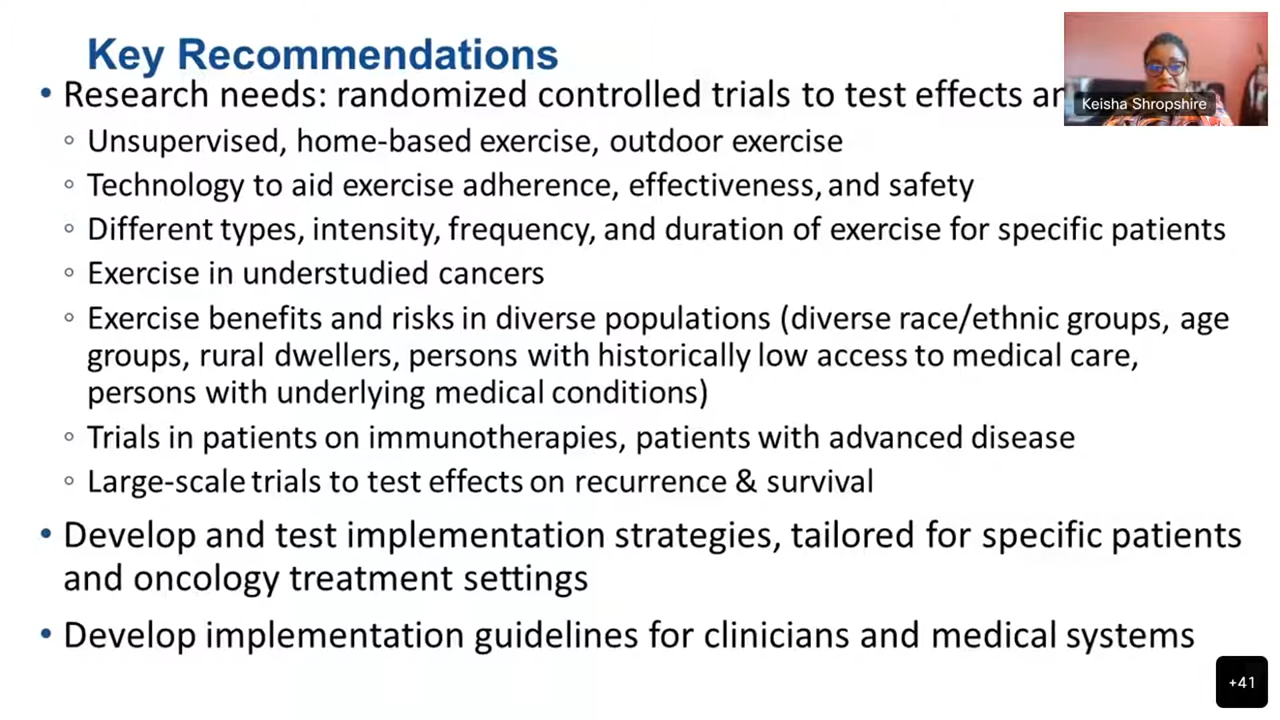 Key Recommendations
• Research needs: randomized controlled trials to test effects
Keisha Shropshire
◦ Unsupervised, home-based exercise, outdoor exercise
◦ Technology to aid exercise adherence, effectiveness, and safety
◦ Different types, intensity, frequency, and duration of exercise for specific patients
◦ Exercise in understudied cancers
◦ Exercise benefits and risks in diverse populations (diverse race/ethnic groups, age
groups, rural dwellers, persons with historically low access to medical care,
persons with underlying medical conditions)
◦ Trials in patients on immunotherapies, patients with advanced disease
◦ Large-scale trials to test effects on recurrence & survival
• Develop and test implementation strategies, tailored for specific patients
and oncology treatment settings
• Develop implementation guidelines for clinicians and medical systems
+41